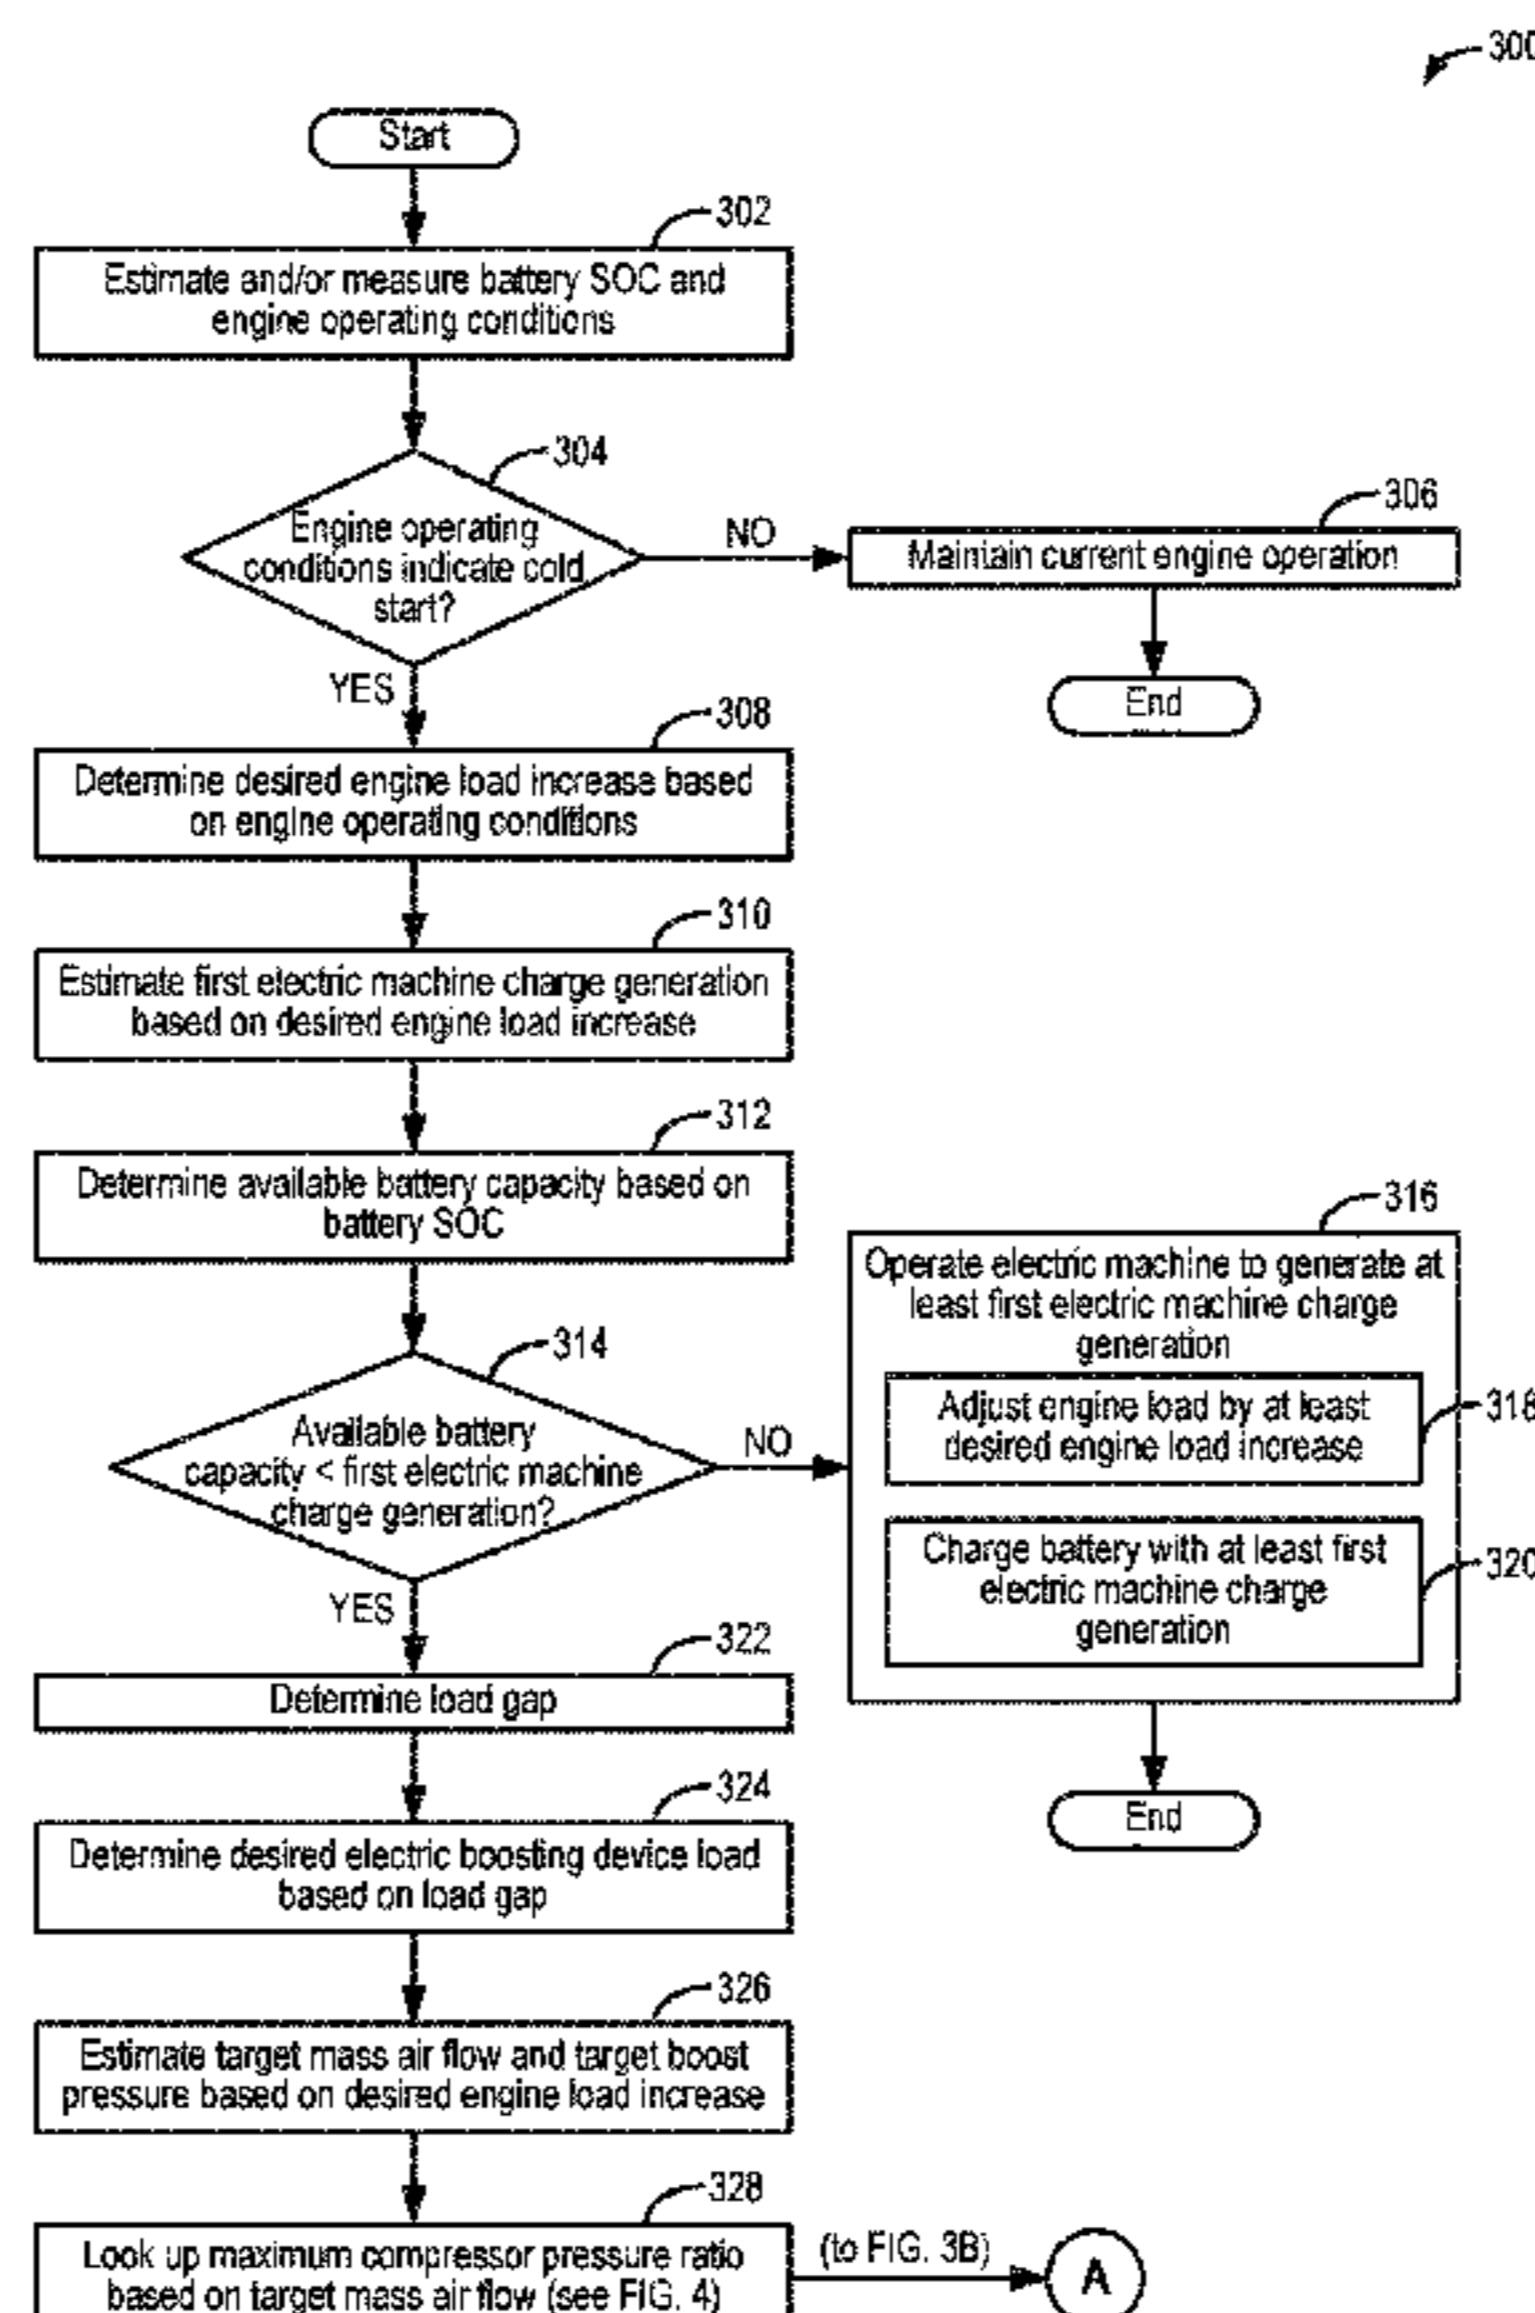 300
Start
302
Estimate and/or measure battery SOC and
engine operating conditions
304
Engine operating
conditions indicate cold
start?
NO
306
Maintain current engine operation
End
YES
308
Determine desired engine load increase based
on engine operating conditions
310
Estimate first electric machine charge generation
based on desired engine load increase
312
Determine available battery capacity based on
battery SOC
314
Available battery
capacity < first electric machine
charge generation?
NO
316
Operate electric machine to generate at
least first electric machine charge
generation
Adjust engine load by at least
desired engine load increase
318
Charge battery with at least first
electric machine charge
generation
320
End
YES
322
Determine load gap
324
Determine desired electric boosting device load
based on load gap
326
Estimate target mass air flow and target boost
pressure based on desired engine load increase
328
Look up maximum compressor pressure ratio
based on target mass air flow (see FIG. 4)
(to FIG. 3B)
A